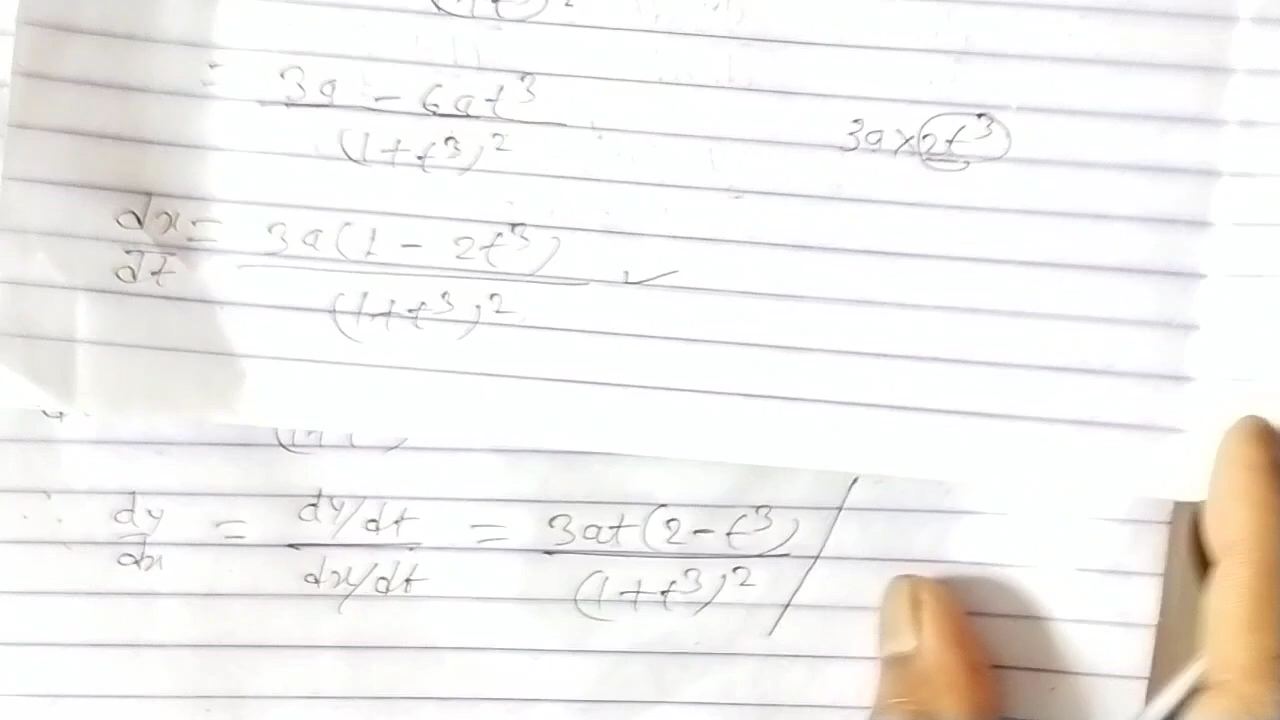 = 3a - 6at³ / (1+t³)²
3a×2t³
dx/dt = 3a(1 - 2t³) / (1+t³)² ✓
∴ dy/dx = dy/dt / dx/dt = 3at(2-t³) / (1+t³)² /